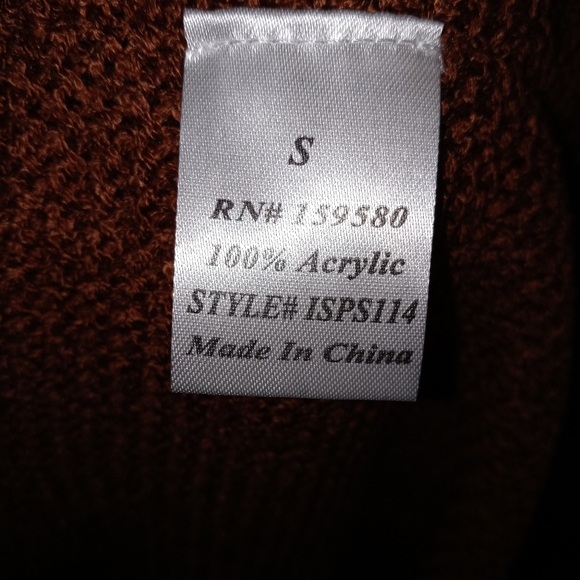 S
RN# 159580
100% Acrylic
STYLE# ISPS114
Made In China